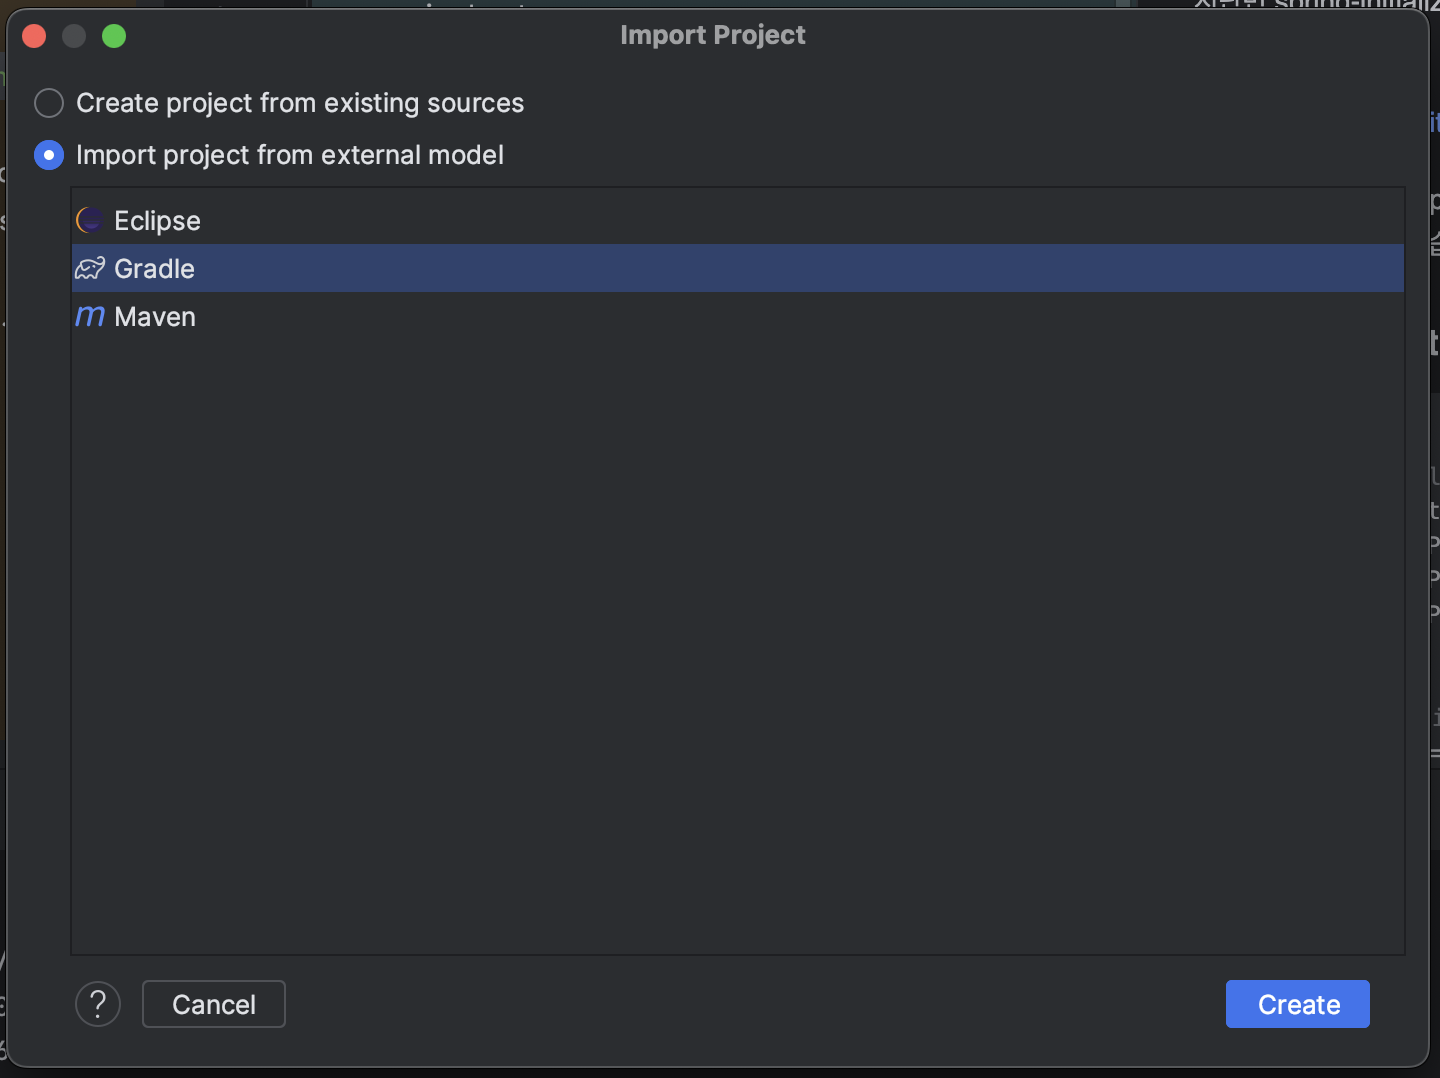 Import Project
Create project from existing sources
Import project from external model
Eclipse
Gradle
m Maven
?
Cancel
Create